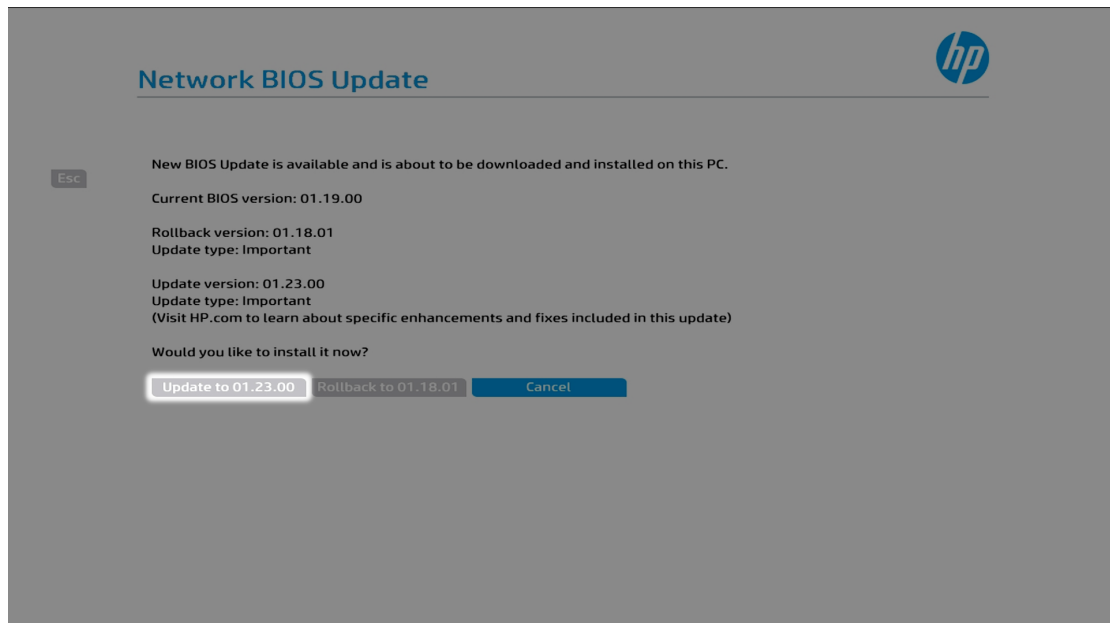 hp
Network BIOS Update
Esc
New BIOS Update is available and is about to be downloaded and installed on this PC.
Current BIOS version: 01.19.00
Rollback version: 01.18.01
Update type: Important
Update version: 01.23.00
Update type: Important
(Visit HP.com to learn about specific enhancements and fixes included in this update)
Would you like to install it now?
Update to 01.23.00 Rollback to 01.18.01 Cancel